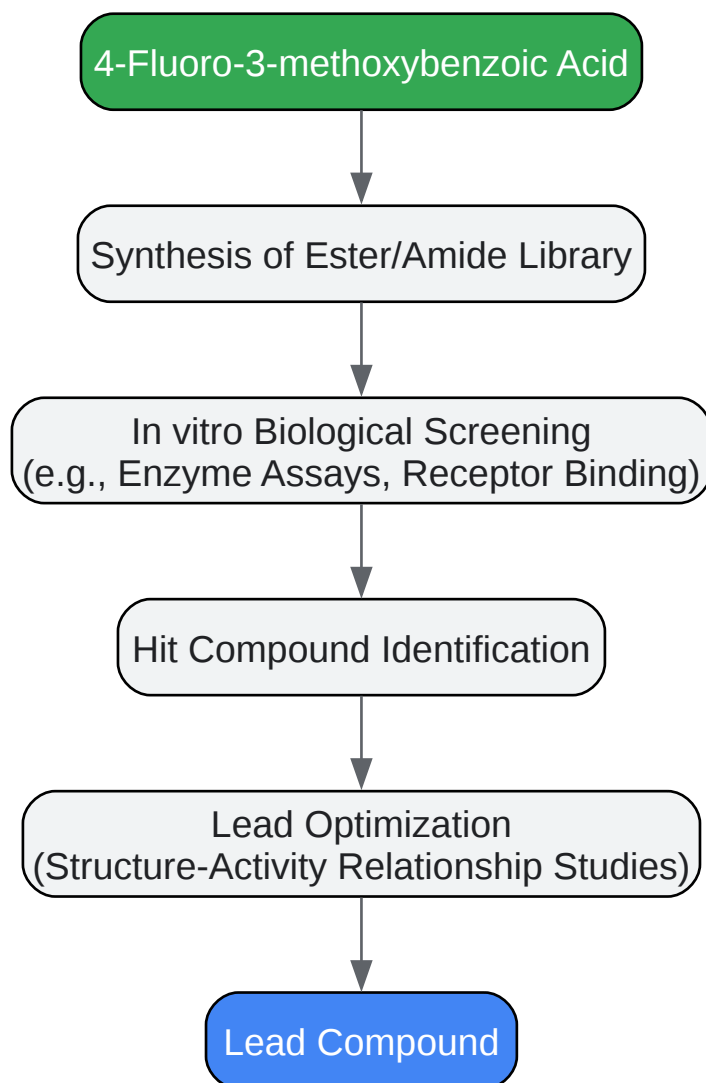 4-Fluoro-3-methoxybenzoic Acid
Synthesis of Ester/Amide Library
In vitro Biological Screening
(e.g., Enzyme Assays, Receptor Binding)
Hit Compound Identification
Lead Optimization
(Structure-Activity Relationship Studies)
Lead Compound